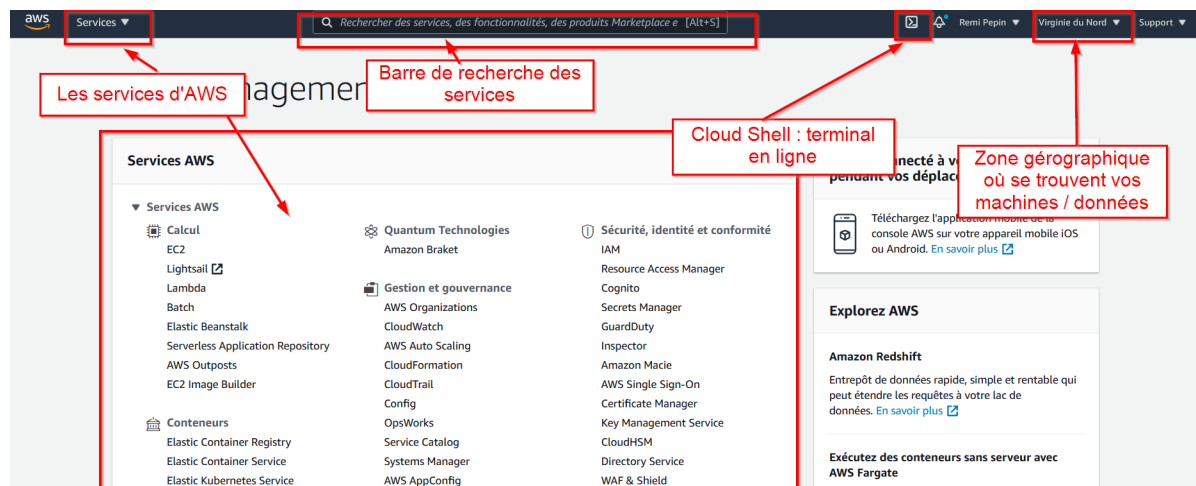 aws
Services ▼
Rechercher des services, des fonctionnalités, des produits Marketplace e [Alt+S]
Remi Pepin ▼
Virginie du Nord ▼
Support ▼
Les services d'AWS
Barre de recherche des
services
Cloud Shell : terminal
en ligne
Zone gérographique
où se trouvent vos
machines / données
Services AWS
▼ Services AWS
Calcul
EC2
Lightsail
Lambda
Batch
Elastic Beanstalk
Serverless Application Repository
AWS Outposts
EC2 Image Builder
Conteneurs
Elastic Container Registry
Elastic Container Service
Elastic Kubernetes Service
Quantum Technologies
Amazon Braket
Gestion et gouvernance
AWS Organizations
CloudWatch
AWS Auto Scaling
CloudFormation
CloudTrail
Config
OpsWorks
Service Catalog
Systems Manager
AWS AppConfig
Sécurité, identité et conformité
IAM
Resource Access Manager
Cognito
Secrets Manager
GuardDuty
Inspector
Amazon Macie
AWS Single Sign-On
Certificate Manager
Key Management Service
CloudHSM
Directory Service
WAF & Shield
pendant vos
Téléchargez l'application mobile de la
console AWS sur votre appareil mobile iOS
ou Android. En savoir plus
Explorez AWS
Amazon Redshift
Entrepôt de données rapide, simple et rentable qui
peut étendre les requêtes à votre lac de
données. En savoir plus
Exécutez des conteneurs sans serveur avec
AWS Fargate